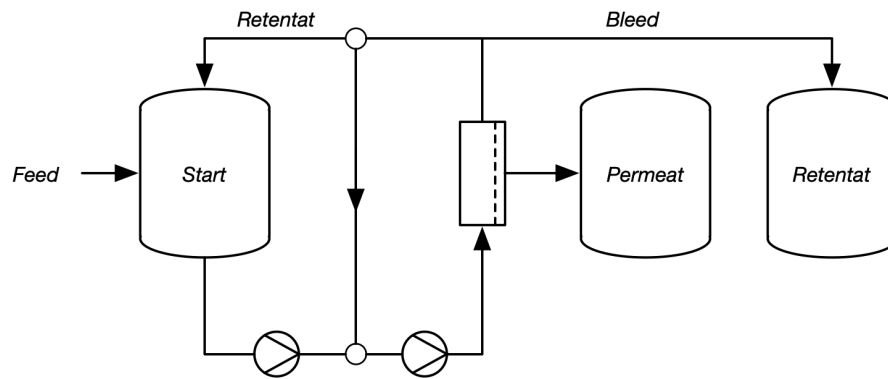 Retentat
Bleed
Feed
Start
Permeat
Retentat